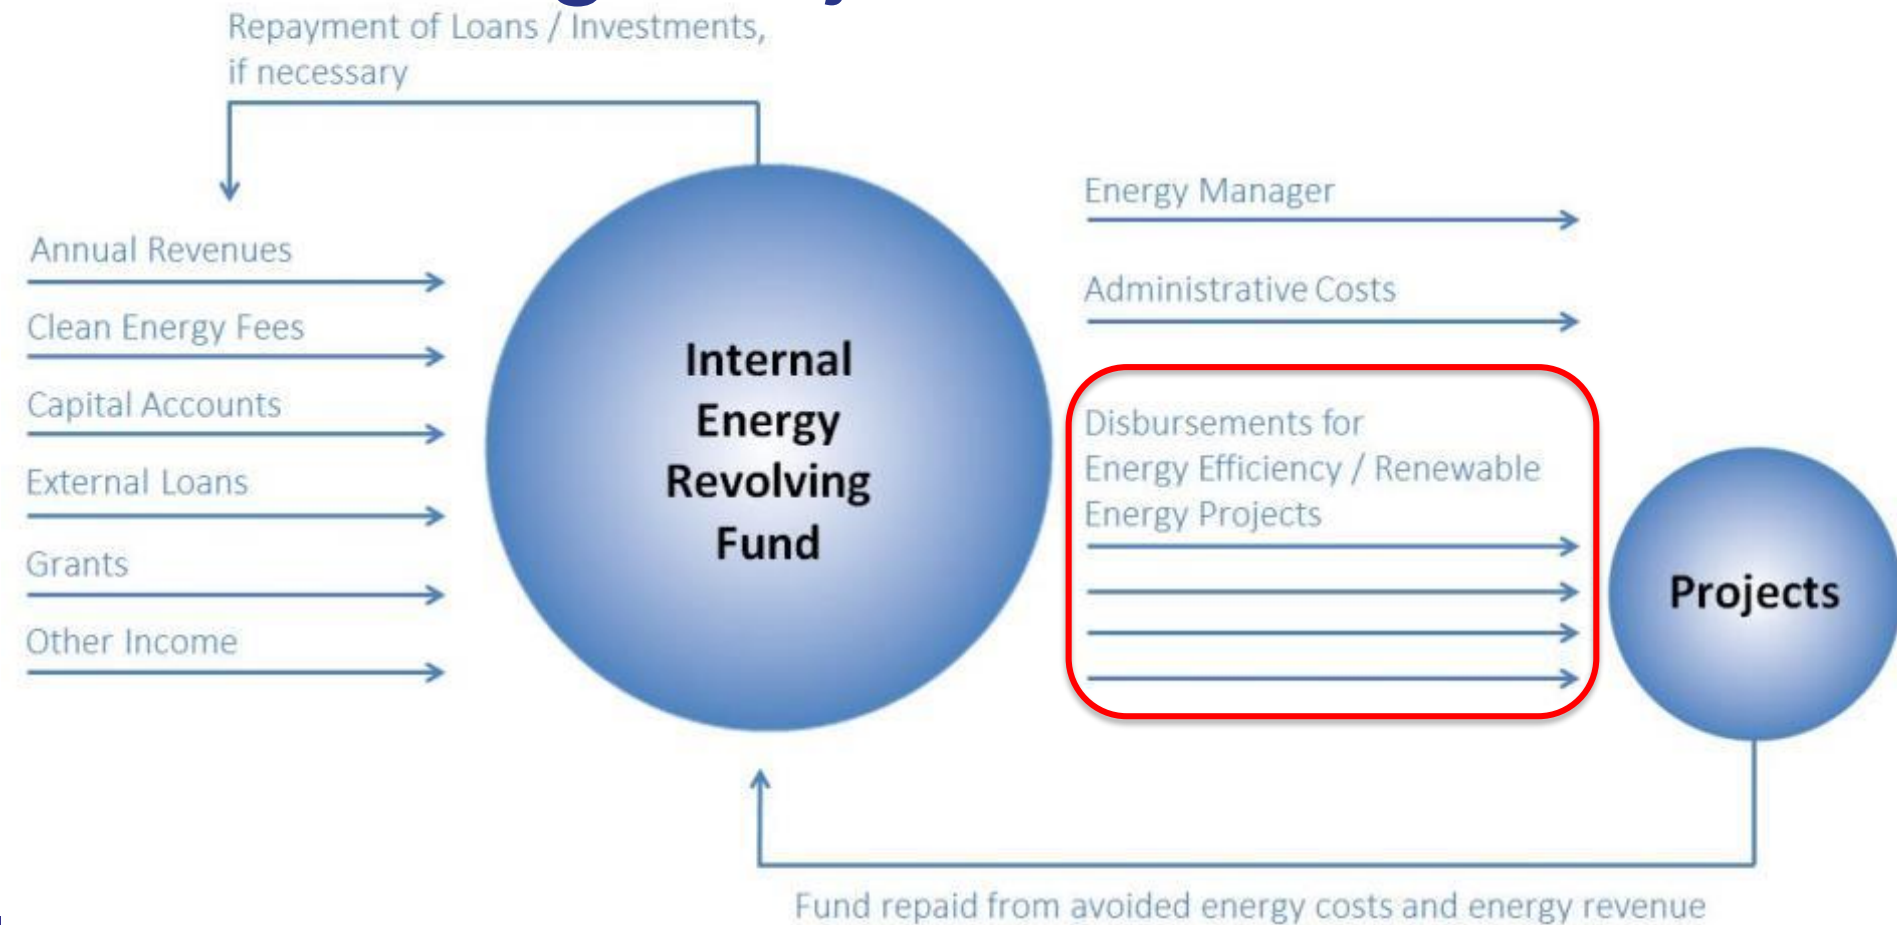 Repayment of Loans / Investments,
if necessary
Annual Revenues
Clean Energy Fees
Capital Accounts
External Loans
Grants
Other Income
Internal
Energy
Revolving
Fund
Energy Manager
Administrative Costs
Disbursements for
Energy Efficiency / Renewable
Energy Projects
Projects
Fund repaid from avoided energy costs and energy revenue